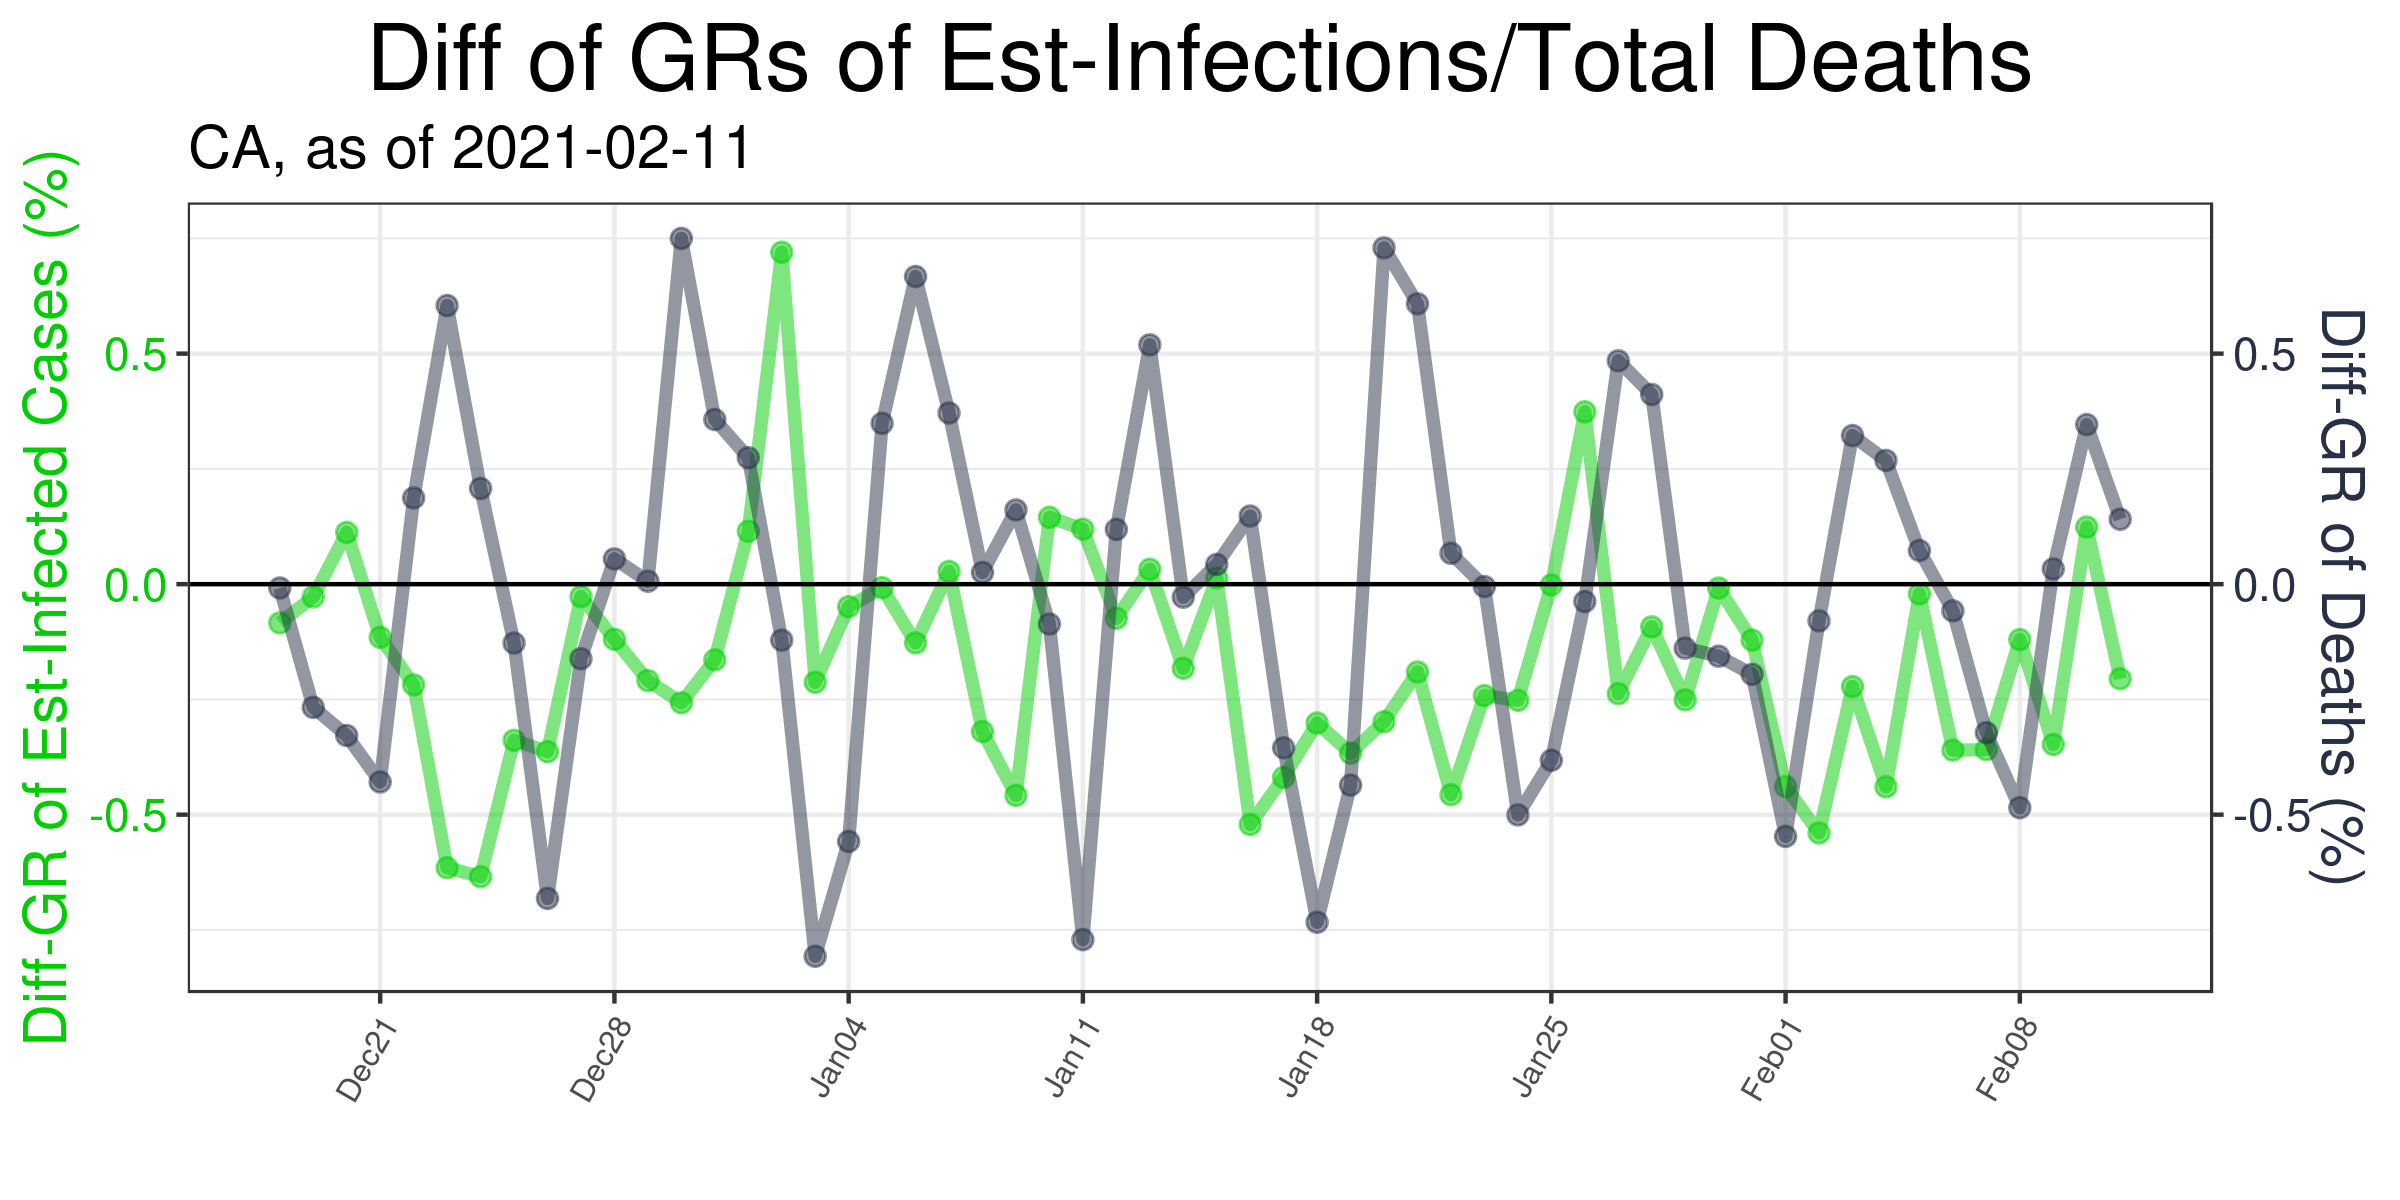 Diff of GRs of Est-Infections/Total Deaths
CA, as of 2021-02-11
Diff-GR of Est-Infected Cases (%)
0.5
0.0
-0.5
0.5
0.0
-0.5
Diff-GR of Deaths (%)
Dec21
Dec28
Jan04
Jan11
Jan18
Jan25
Feb01
Feb08